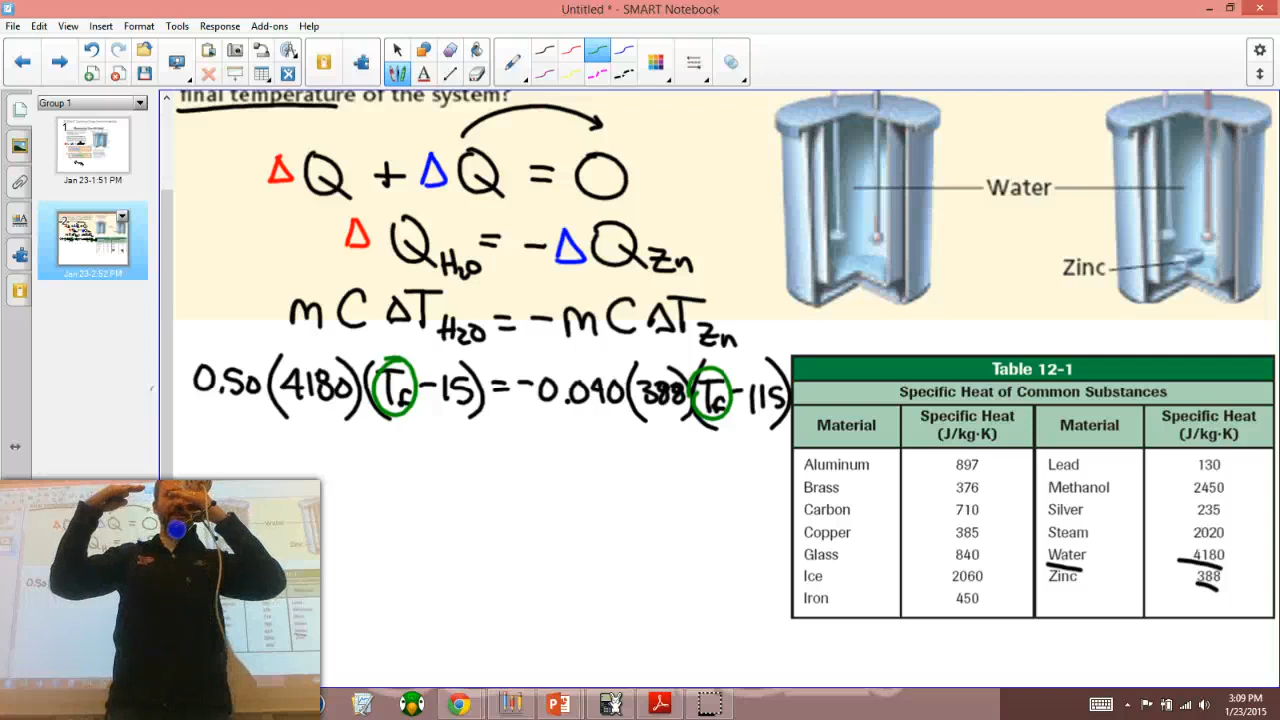 Untitled * - SMART Notebook
File Edit View Insert Format Tools Response Add-ons Help
Group 1
Jan 23-1:51 PM
Jan 23-2:52 PM
final temperature of the system?
ΔQ + ΔQ = 0
ΔQH₂O = -ΔQZn
mCΔTH₂O = -mCΔTZn
0.50(4180)(Tf-15) = -0.040(388)(Tf-115)
Water
Zinc
Table 12-1
Specific Heat of Common Substances
Material Specific Heat (J/kg·K) Material Specific Heat (J/kg·K)
Aluminum 897 Lead 130
Brass 376 Methanol 2450
Carbon 710 Silver 235
Copper 385 Steam 2020
Glass 840 Water 4180
Ice 2060 Zinc 388
Iron 450
3:09 PM
1/23/2015